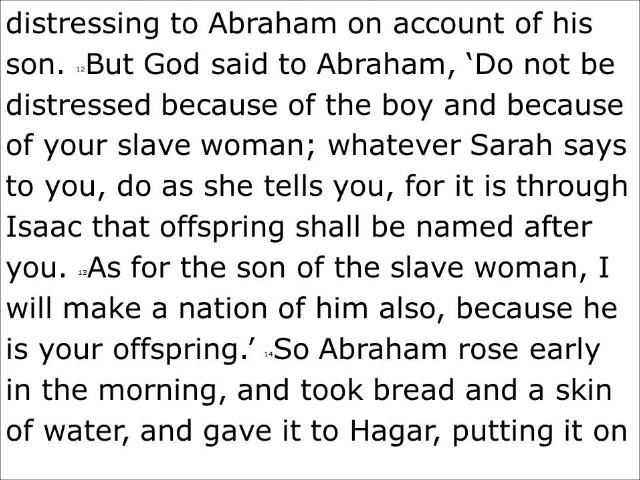 distressing to Abraham on account of his
son. 12But God said to Abraham, ‘Do not be
distressed because of the boy and because
of your slave woman; whatever Sarah says
to you, do as she tells you, for it is through
Isaac that offspring shall be named after
you. 13As for the son of the slave woman, I
will make a nation of him also, because he
is your offspring.’ 14So Abraham rose early
in the morning, and took bread and a skin
of water, and gave it to Hagar, putting it on